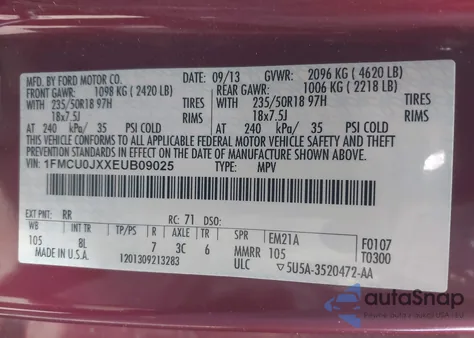 MFD. BY FORD MOTOR CO.
09/13 GVWR: 2096 KG ( 4620 LB)
FRONT GAWR: 1098 KG ( 2420 LB) REAR GAWR: 1006 KG ( 2218 LB)
WITH 235/50R18 97H TIRES WITH 235/50R18 97H TIRES
18x7.5J RIMS 18x7.5J RIMS
AT 240 kPa/ 35 PSI COLD AT 240 kPa/ 35 PSI COLD
THIS VEHICLE CONFORMS TO ALL APPLICABLE FEDERAL MOTOR VEHICLE SAFETY, BUMPER, AND THEFT
PREVENTION STANDARDS IN EFFECT ON THE DATE OF MANUFACTURE SHOWN ABOVE.
VIN: 1FMCU0JXXEUB09025 TYPE: MPV
EXT PNT: RR RC: 71 DSO:
WB INT TR TP/PS R AXLE TR SPR EM21A F0107
105 8L 7 3C 6 MMRR 105 T0300
MADE IN U.S.A. 1201309213283 ULC 5U5A-3520472-AA
autoSnap